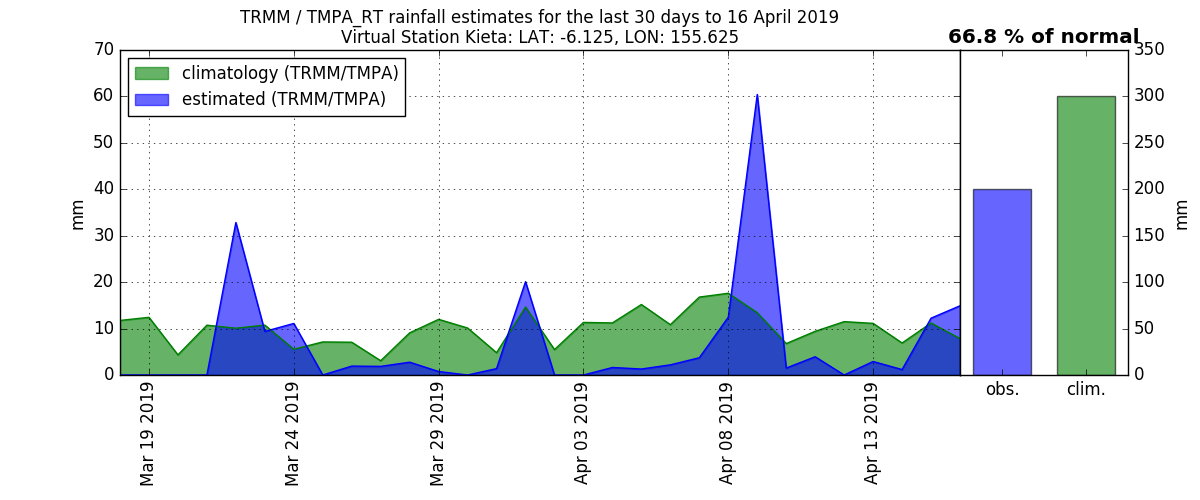 TRMM / TMPA_RT rainfall estimates for the last 30 days to 16 April 2019
Virtual Station Kieta: LAT: -6.125, LON: 155.625
66.8 % of normal
climatology (TRMM/TMPA)
estimated (TRMM/TMPA)
70
60
50
40
30
20
10
0
mm
Mar 19 2019
Mar 24 2019
Mar 29 2019
Apr 03 2019
Apr 08 2019
Apr 13 2019
obs.
clim.
350
300
250
200
150
100
50
0
mm